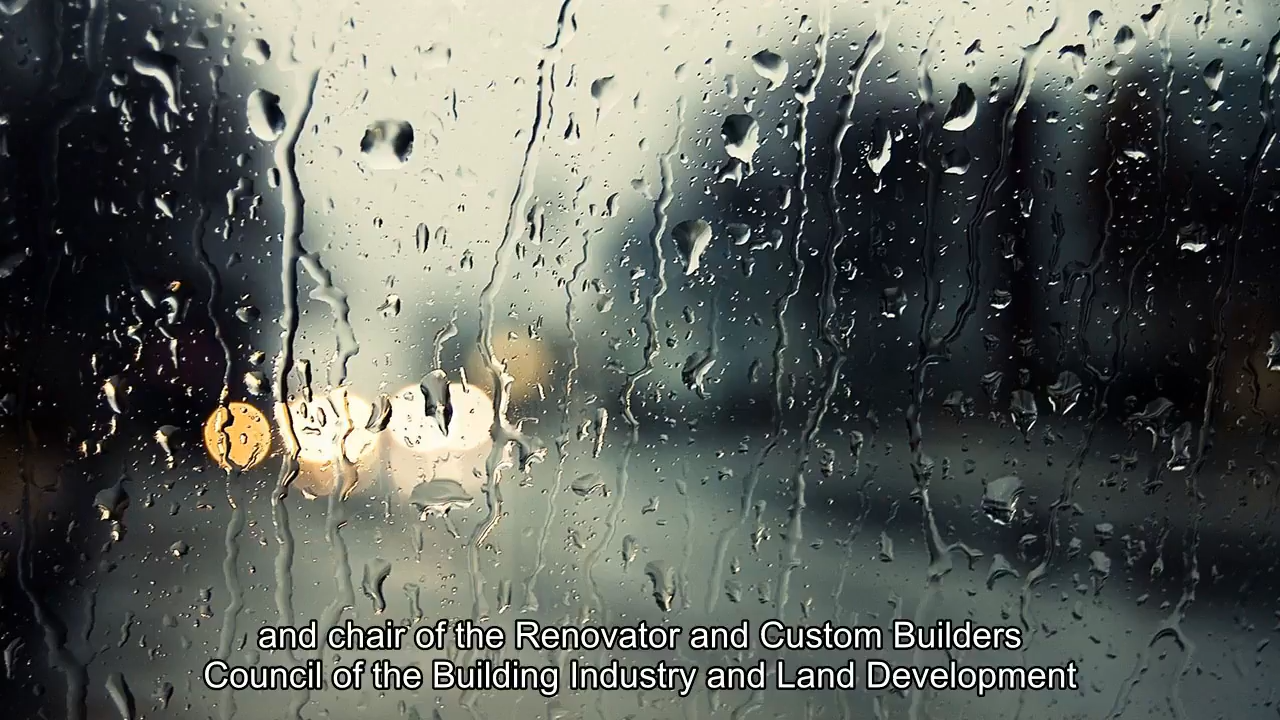 and chair of the Renovator and Custom Builders
Council of the Building Industry and Land Development